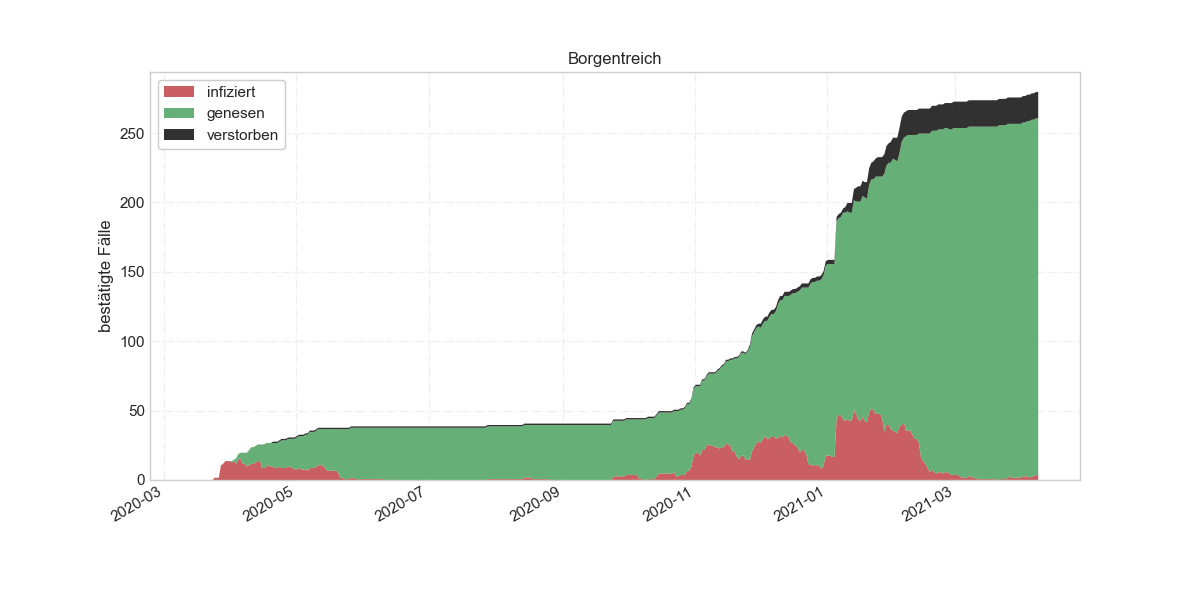 Borgentreich
infiziert
genesen
verstorben
bestätigte Fälle
250
200
150
100
50
0
2020-03
2020-05
2020-07
2020-09
2020-11
2021-01
2021-03